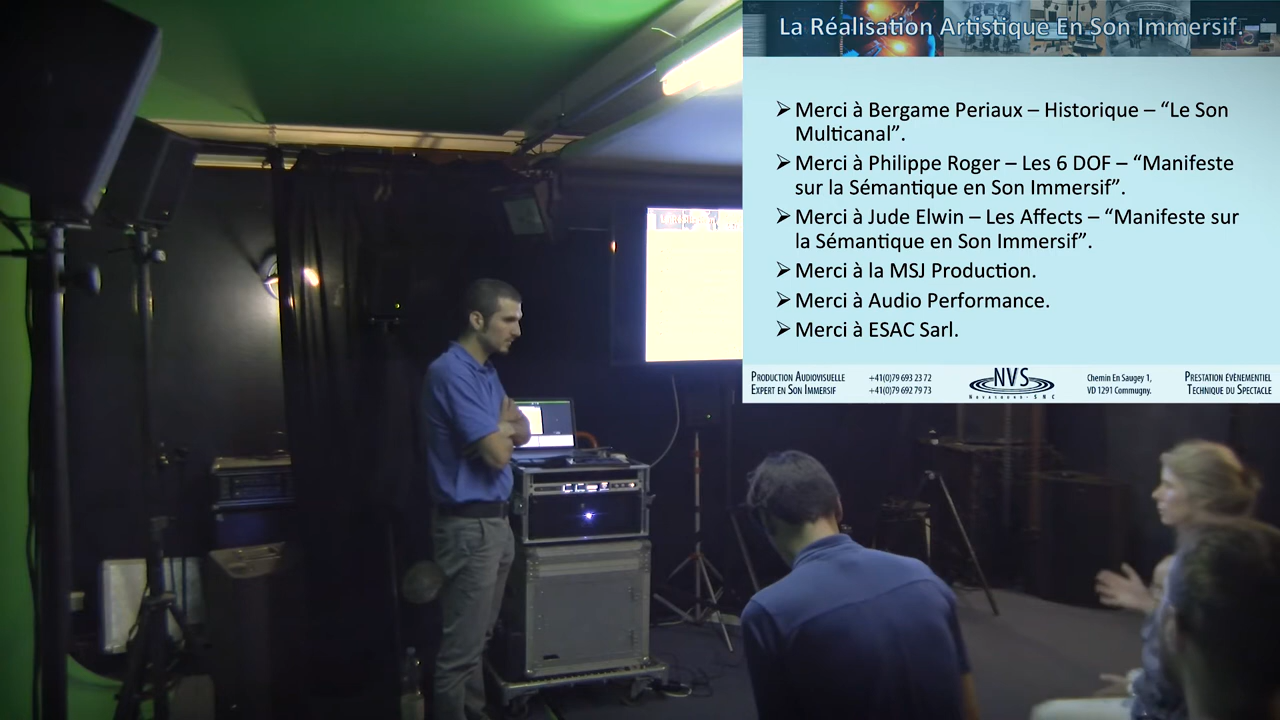 La Réalisation Artistique En Son Immersif.
➢ Merci à Bergame Periaux – Historique – “Le Son
Multicanal”.
➢ Merci à Philippe Roger – Les 6 DOF – “Manifeste
sur la Sémantique en Son Immersif”.
➢ Merci à Jude Elwin – Les Affects – “Manifeste sur
la Sémantique en Son Immersif”.
➢ Merci à la MSJ Production.
➢ Merci à Audio Performance.
➢ Merci à ESAC Sarl.
Production Audiovisuelle
Expert en Son Immersif
+41(0)79 693 23 72
+41(0)79 692 79 73
NVS
Novasound-SNC
Chemin En Saugey 1,
VD 1291 Commugny.
Prestation évènementiel
Technique du Spectacle